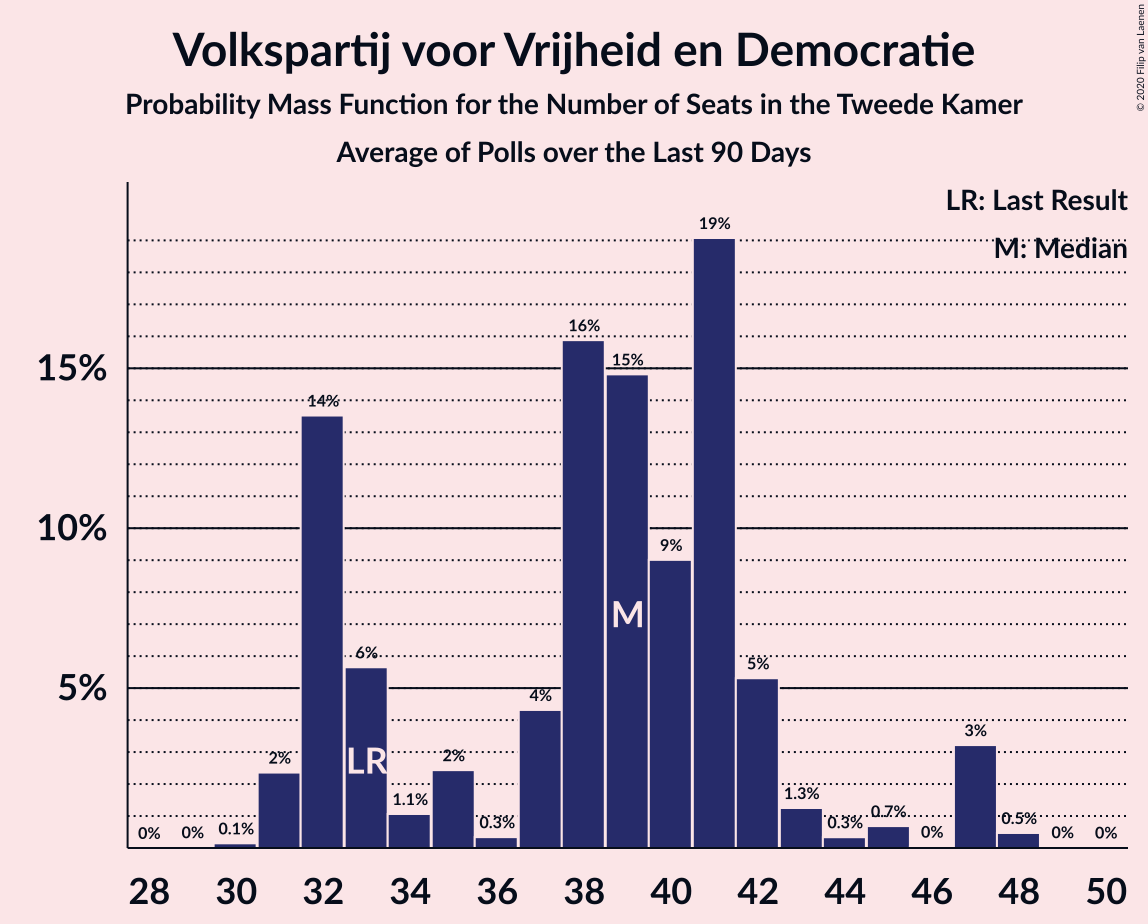 Volkspartij voor Vrijheid en Democratie
Probability Mass Function for the Number of Seats in the Tweede Kamer
Average of Polls over the Last 90 Days
© 2020 Filip van Laenen
LR: Last Result
M: Median
15%
10%
5%
0%
0%
0.1%
2%
14%
6%
1.1%
2%
0.3%
4%
16%
15%
9%
19%
5%
1.3%
0.3%
0.7%
0%
3%
0.5%
0%
0%
LR
M
28 30 32 34 36 38 40 42 44 46 48 50